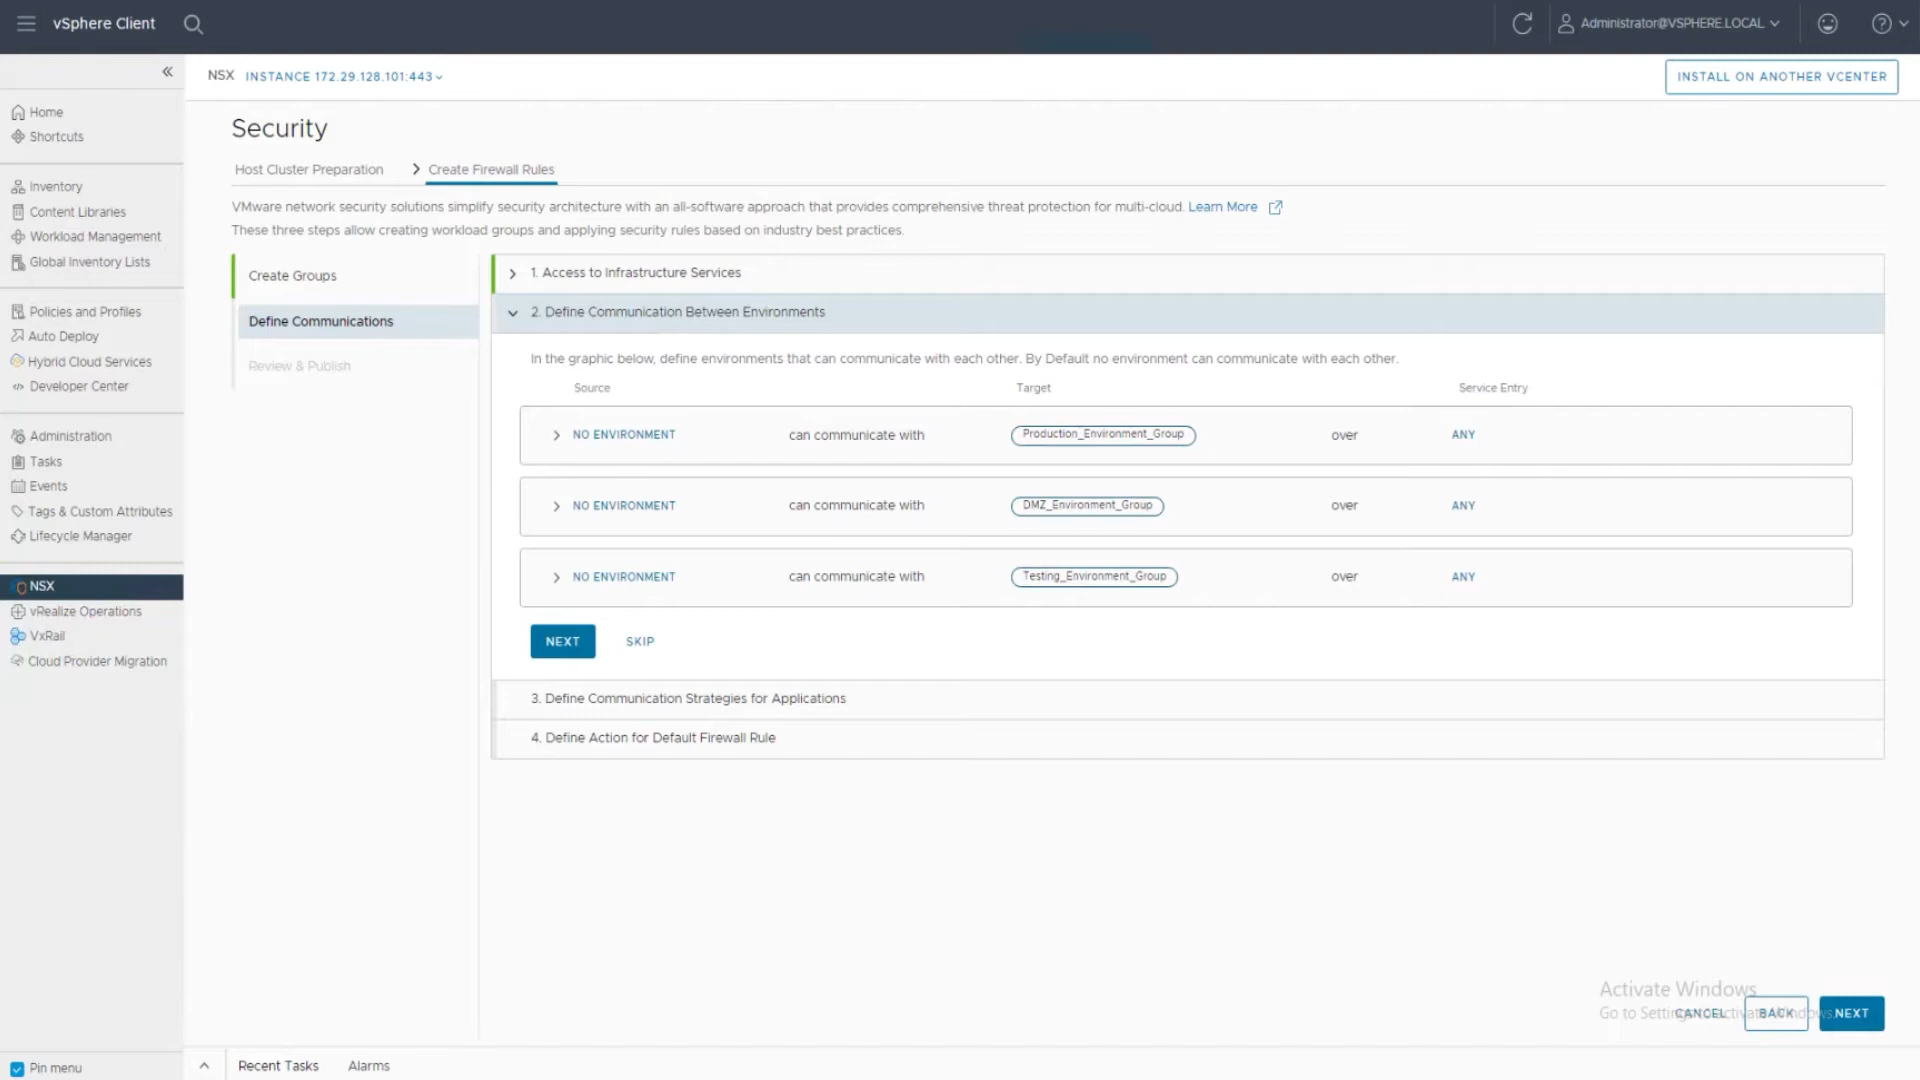 vSphere Client
Administrator@VSPHERE.LOCAL
NSX INSTANCE 172.29.128.101:443
INSTALL ON ANOTHER VCENTER
Home
Shortcuts
Inventory
Content Libraries
Workload Management
Global Inventory Lists
Policies and Profiles
Auto Deploy
Hybrid Cloud Services
Developer Center
Administration
Tasks
Events
Tags & Custom Attributes
Lifecycle Manager
NSX
vRealize Operations
VxRail
Cloud Provider Migration
Pin menu
Security
Host Cluster Preparation
Create Firewall Rules
VMware network security solutions simplify security architecture with an all-software approach that provides comprehensive threat protection for multi-cloud. Learn More
These three steps allow creating workload groups and applying security rules based on industry best practices.
Create Groups
Define Communications
Review & Publish
1. Access to Infrastructure Services
2. Define Communication Between Environments
In the graphic below, define environments that can communicate with each other. By Default no environment can communicate with each other.
Source Target Service Entry
NO ENVIRONMENT can communicate with Production_Environment_Group over ANY
NO ENVIRONMENT can communicate with DMZ_Environment_Group over ANY
NO ENVIRONMENT can communicate with Testing_Environment_Group over ANY
NEXT SKIP
3. Define Communication Strategies for Applications
4. Define Action for Default Firewall Rule
Activate Windows
Go to Settings to activate Windows.
CANCEL BACK NEXT
Recent Tasks Alarms